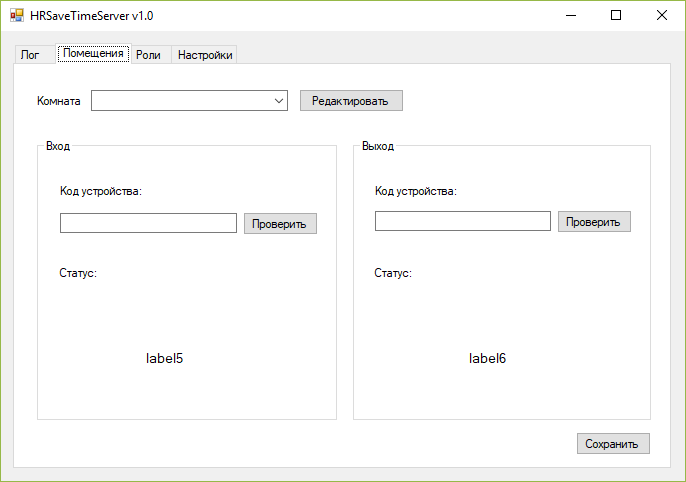 HRSaveTimeServer v1.0
Лог Помещения Роли Настройки
Комната Редактировать
Вход Выход
Код устройства: Код устройства:
Проверить Проверить
Статус: Статус:
label5 label6
Сохранить